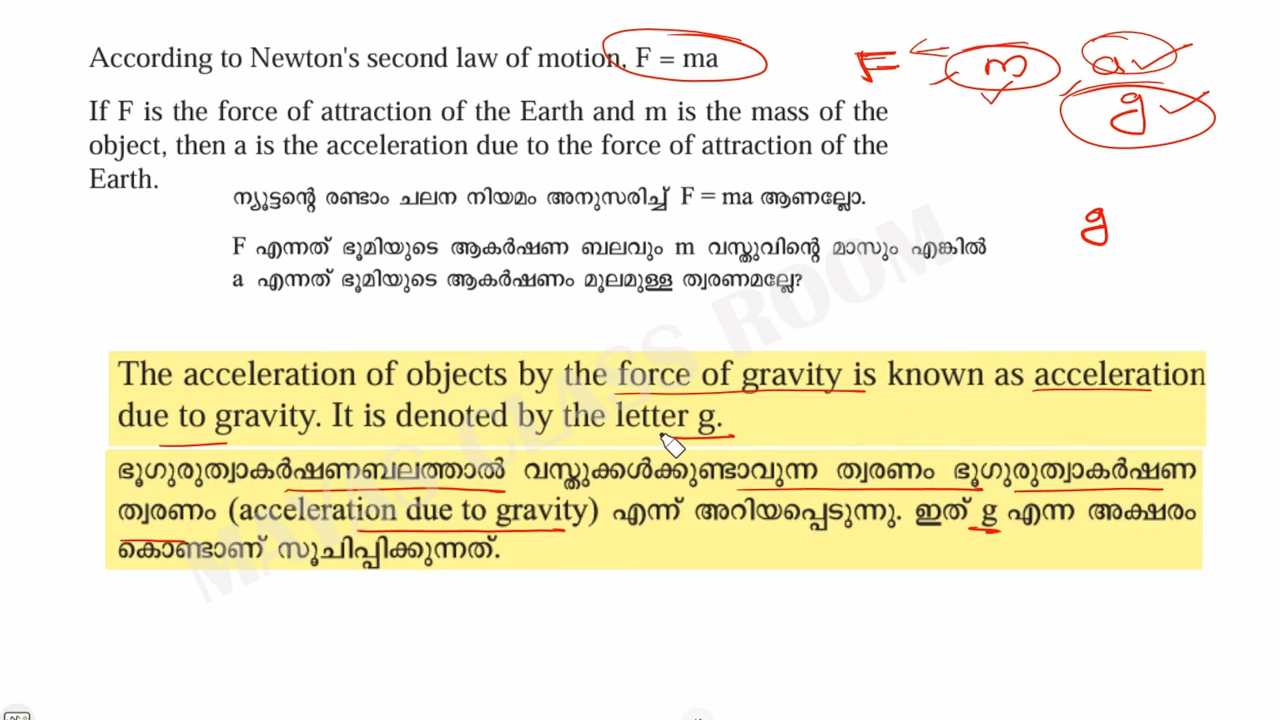 According to Newton's second law of motion, F = ma
F m a
g
If F is the force of attraction of the Earth and m is the mass of the
object, then a is the acceleration due to the force of attraction of the
Earth.
ന്യൂട്ടന്റെ രണ്ടാം ചലന നിയമം അനുസരിച്ച് F = ma ആണല്ലോ.
g
F എന്നത് ഭൂമിയുടെ ആകർഷണ ബലവും m വസ്തുവിന്റെ മാസും എങ്കിൽ
a എന്നത് ഭൂമിയുടെ ആകർഷണം മൂലമുള്ള ത്വരണമല്ലേ?
The acceleration of objects by the force of gravity is known as acceleration
due to gravity. It is denoted by the letter g.
ഭൂഗുരുത്വാകർഷണബലത്താൽ വസ്തുക്കൾക്കുണ്ടാവുന്ന ത്വരണം ഭൂഗുരുത്വാകർഷണ
ത്വരണം (acceleration due to gravity) എന്ന് അറിയപ്പെടുന്നു. ഇത് g എന്ന അക്ഷരം
കൊണ്ടാണ് സൂചിപ്പിക്കുന്നത്.
MAYAS CLASS ROOM